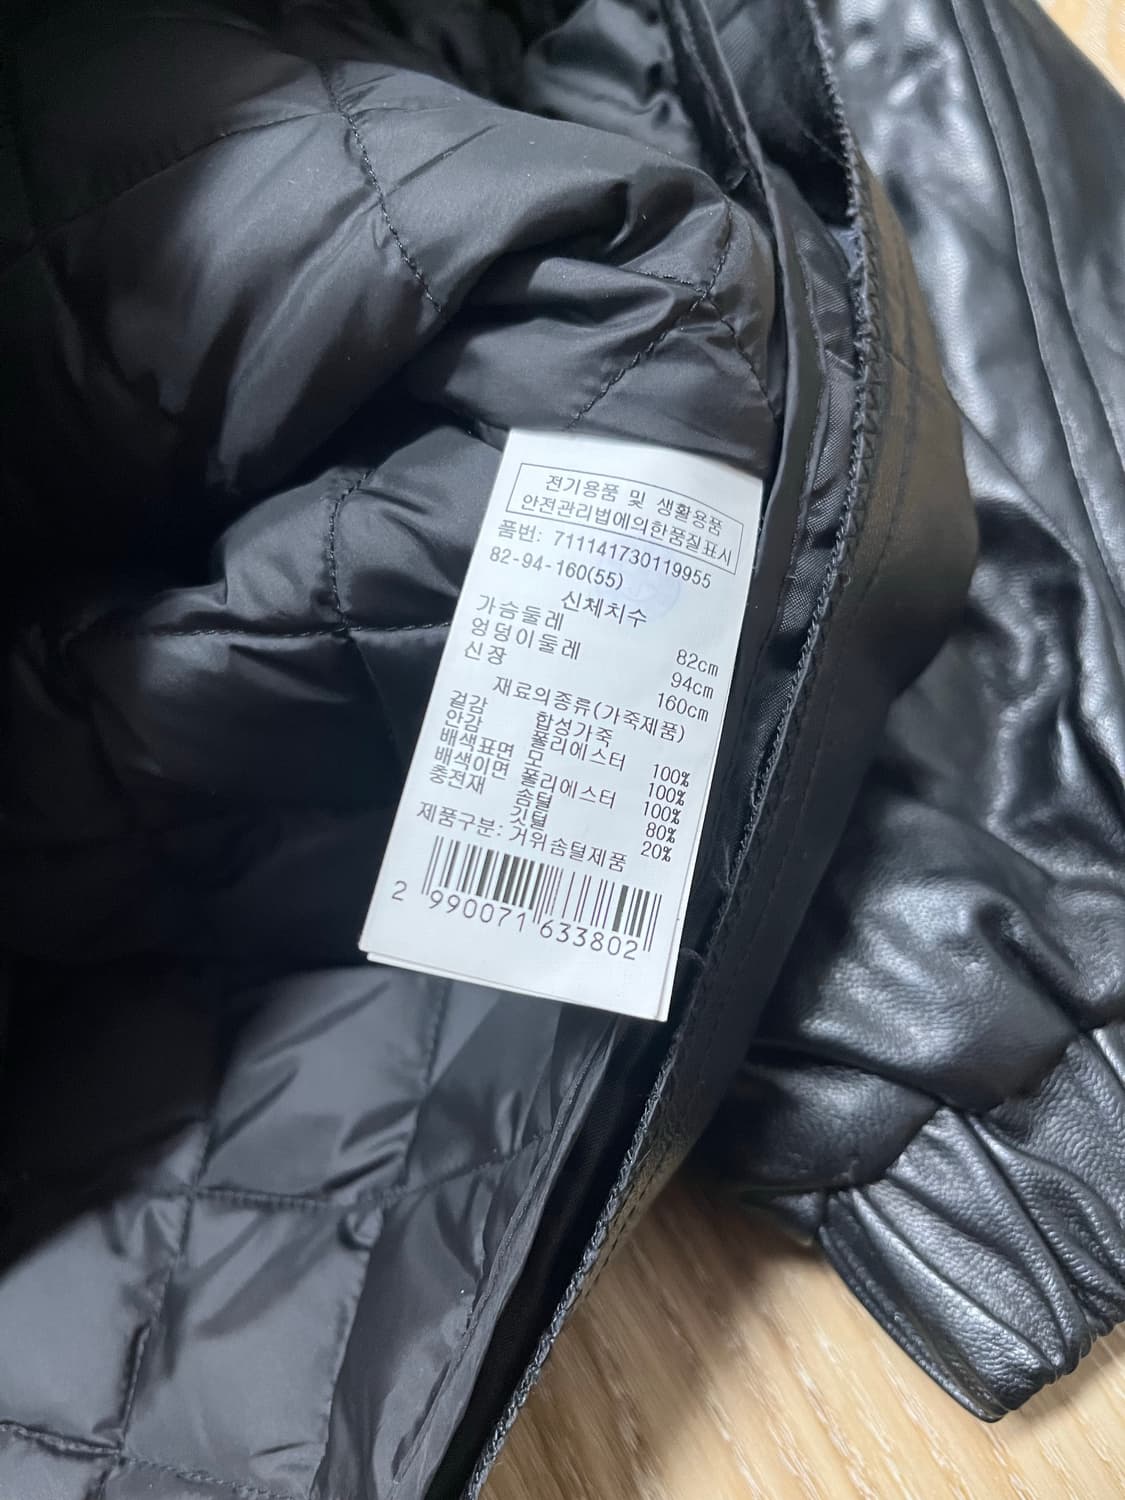 전기용품 및 생활용품
안전관리법에의한품질표시
품번: 711141730119955
82-94-160(55)
신체치수
가슴둘레 82cm
엉덩이둘레 94cm
신장 160cm
재료의종류(가죽제품)
겉감 합성가죽 100%
안감 폴리에스터 100%
배색표면 모 100%
배색이면 폴리에스터 100%
충전재 솜털 80%
깃털 20%
제품구분: 거위솜털제품
2 990071 633802